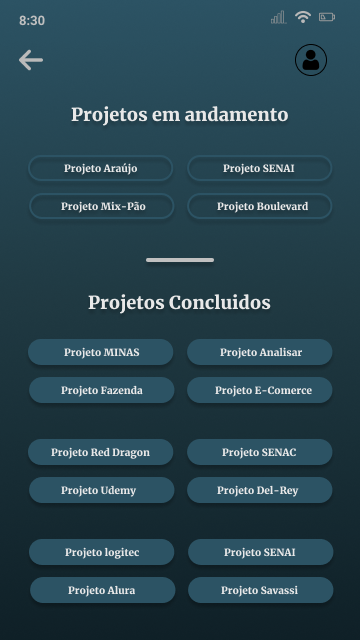 8:30
Projetos em andamento
Projeto Araújo
Projeto SENAI
Projeto Mix-Pão
Projeto Boulevard
Projetos Concluidos
Projeto MINAS
Projeto Analisar
Projeto Fazenda
Projeto E-Comerce
Projeto Red Dragon
Projeto SENAC
Projeto Udemy
Projeto Del-Rey
Projeto logitec
Projeto SENAI
Projeto Alura
Projeto Savassi